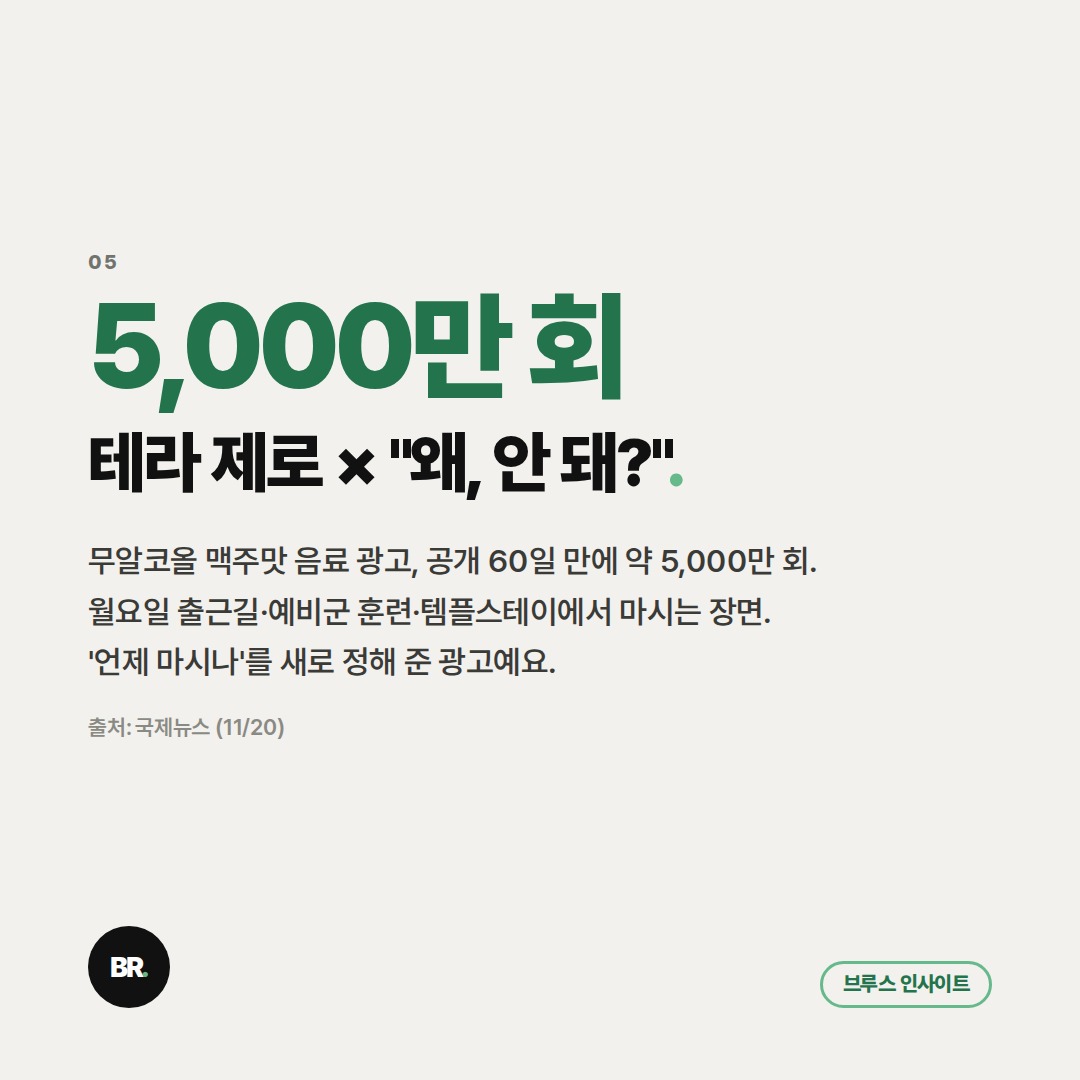 05
5,000만 회
테라 제로 × "왜, 안 돼?".
무알코올 맥주맛 음료 광고, 공개 60일 만에 약 5,000만 회.
월요일 출근길·예비군 훈련·템플스테이에서 마시는 장면.
'언제 마시나'를 새로 정해 준 광고예요.
출처: 국제뉴스 (11/20)
BR.
브루스 인사이트